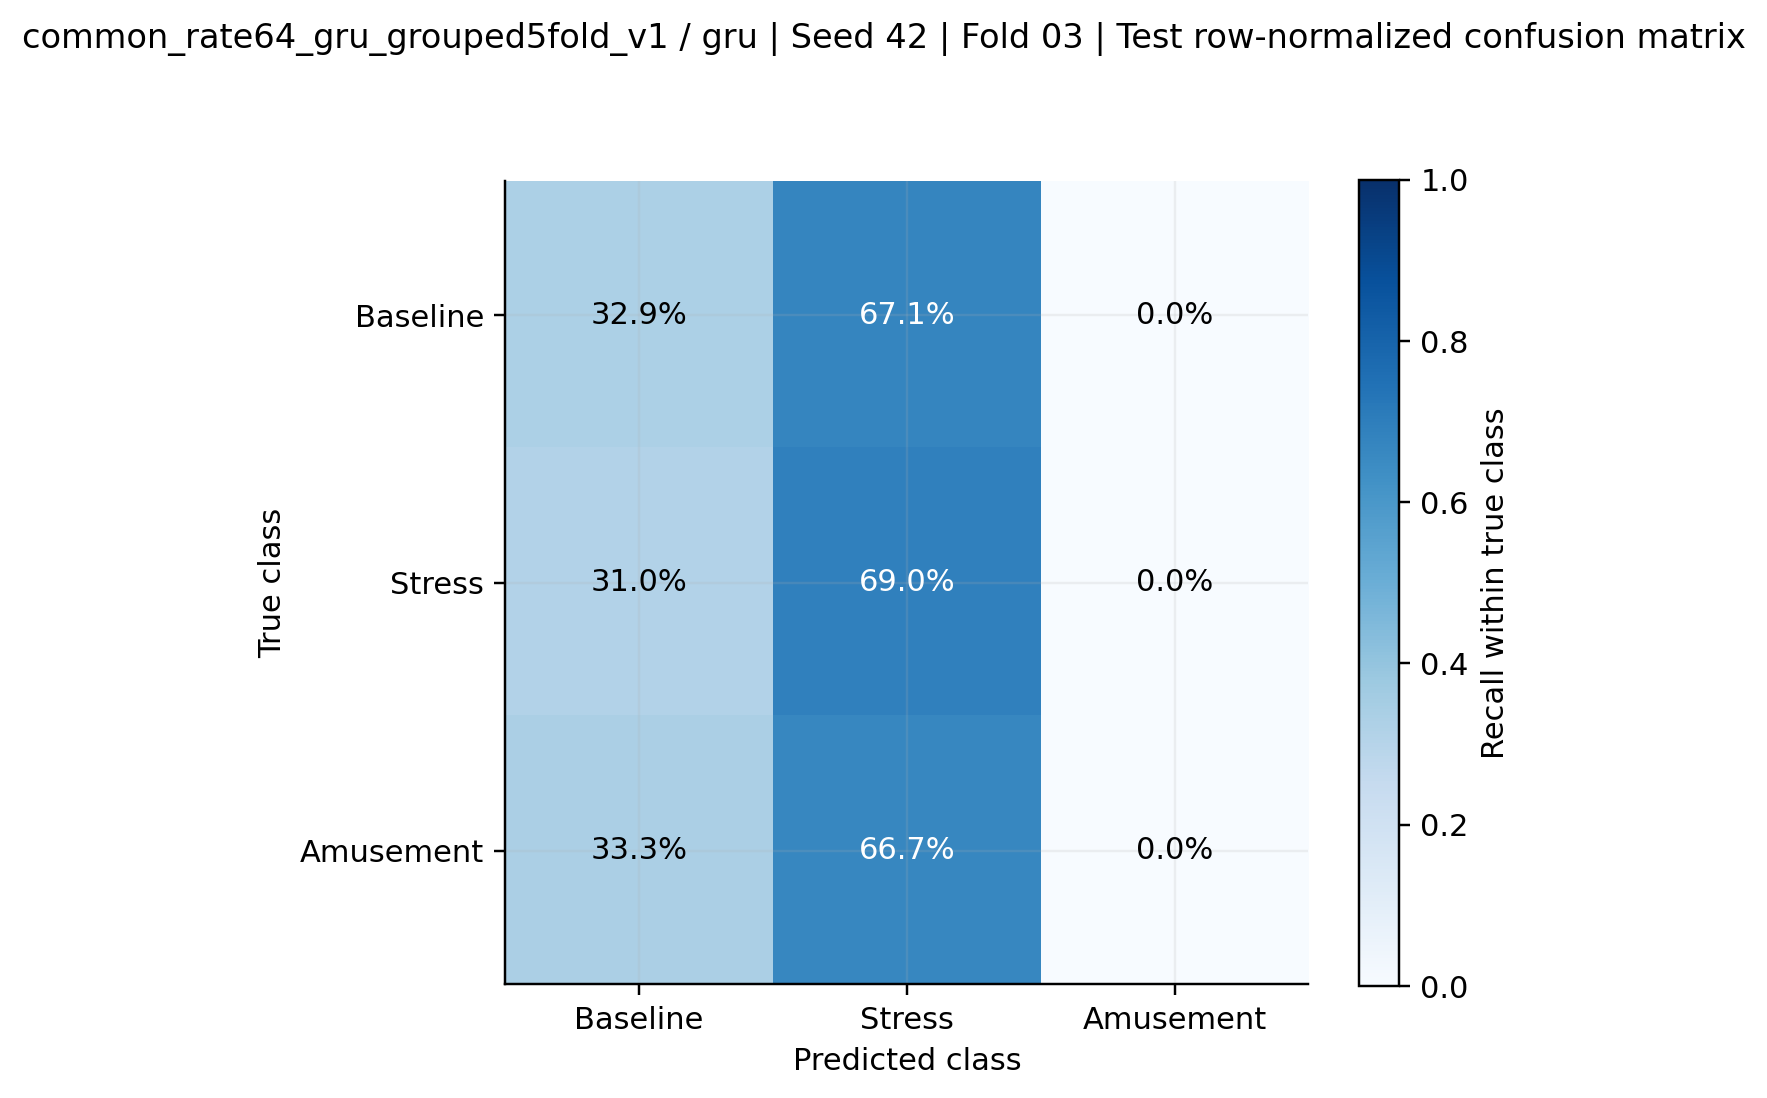 common_rate64_gru_grouped5fold_v1 / gru | Seed 42 | Fold 03 | Test row-normalized confusion matrix
True class
Baseline 32.9% 67.1% 0.0%
Stress 31.0% 69.0% 0.0%
Amusement 33.3% 66.7% 0.0%
Baseline Stress Amusement
Predicted class
1.0
0.8
0.6
0.4
0.2
0.0
Recall within true class